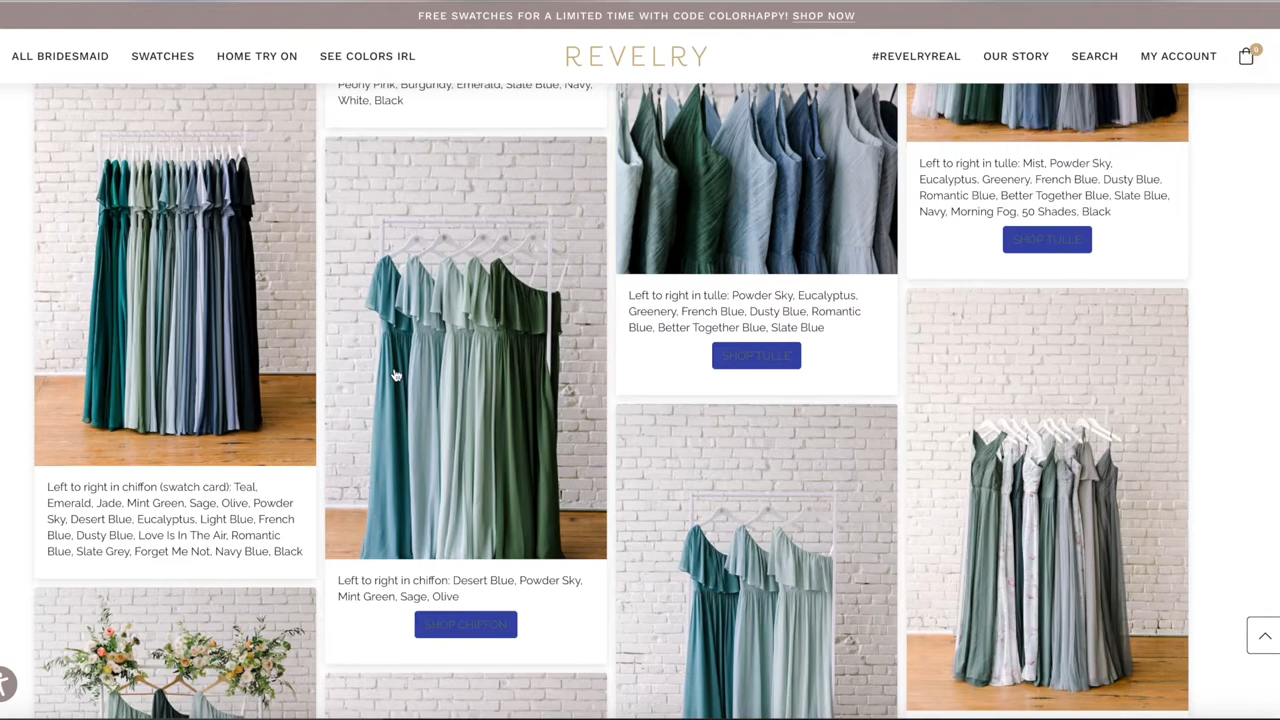 FREE SWATCHES FOR A LIMITED TIME WITH CODE COLORHAPPY! SHOP NOW
ALL BRIDESMAID SWATCHES HOME TRY ON SEE COLORS IRL REVELRY #REVELRYREAL OUR STORY SEARCH MY ACCOUNT 0
Left to right in chiffon (swatch card): Teal,
Emerald, Jade, Mint Green, Sage, Olive, Powder
Sky, Desert Blue, Eucalyptus, Light Blue, French
Blue, Dusty Blue, Love Is In The Air, Romantic
Blue, Slate Grey, Forget Me Not, Navy Blue, Black
Peony Pink, Burgundy, Emerald, Slate Blue, Navy,
White, Black
Left to right in chiffon: Desert Blue, Powder Sky,
Mint Green, Sage, Olive
SHOP CHIFFON
Left to right in tulle: Powder Sky, Eucalyptus,
Greenery, French Blue, Dusty Blue, Romantic
Blue, Better Together Blue, Slate Blue
SHOP TULLE
Left to right in tulle: Mist, Powder Sky,
Eucalyptus, Greenery, French Blue, Dusty Blue,
Romantic Blue, Better Together Blue, Slate Blue,
Navy, Morning Fog, 50 Shades, Black
SHOP TULLE